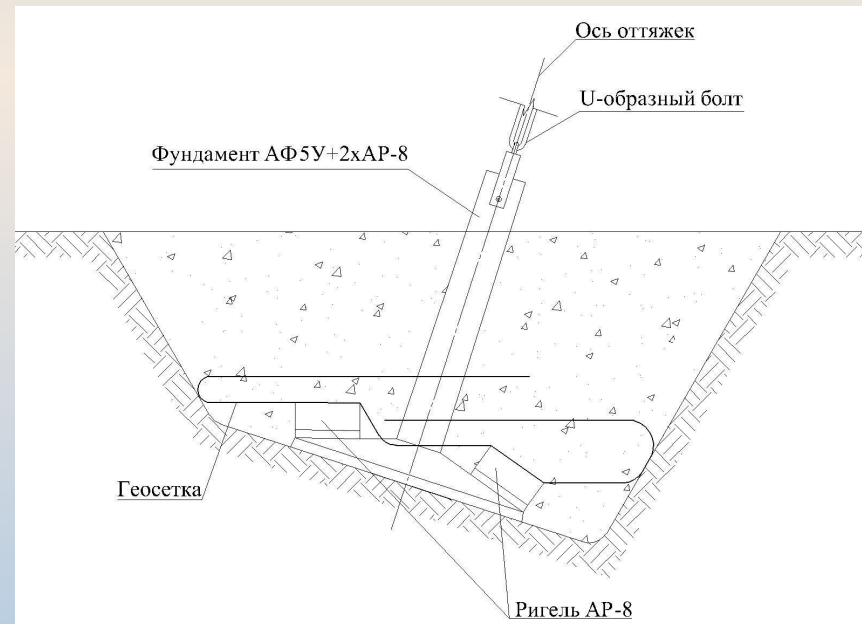 Ось оттяжек
U-образный болт
Фундамент АФ5У+2хАР-8
Геосетка
Ригель АР-8